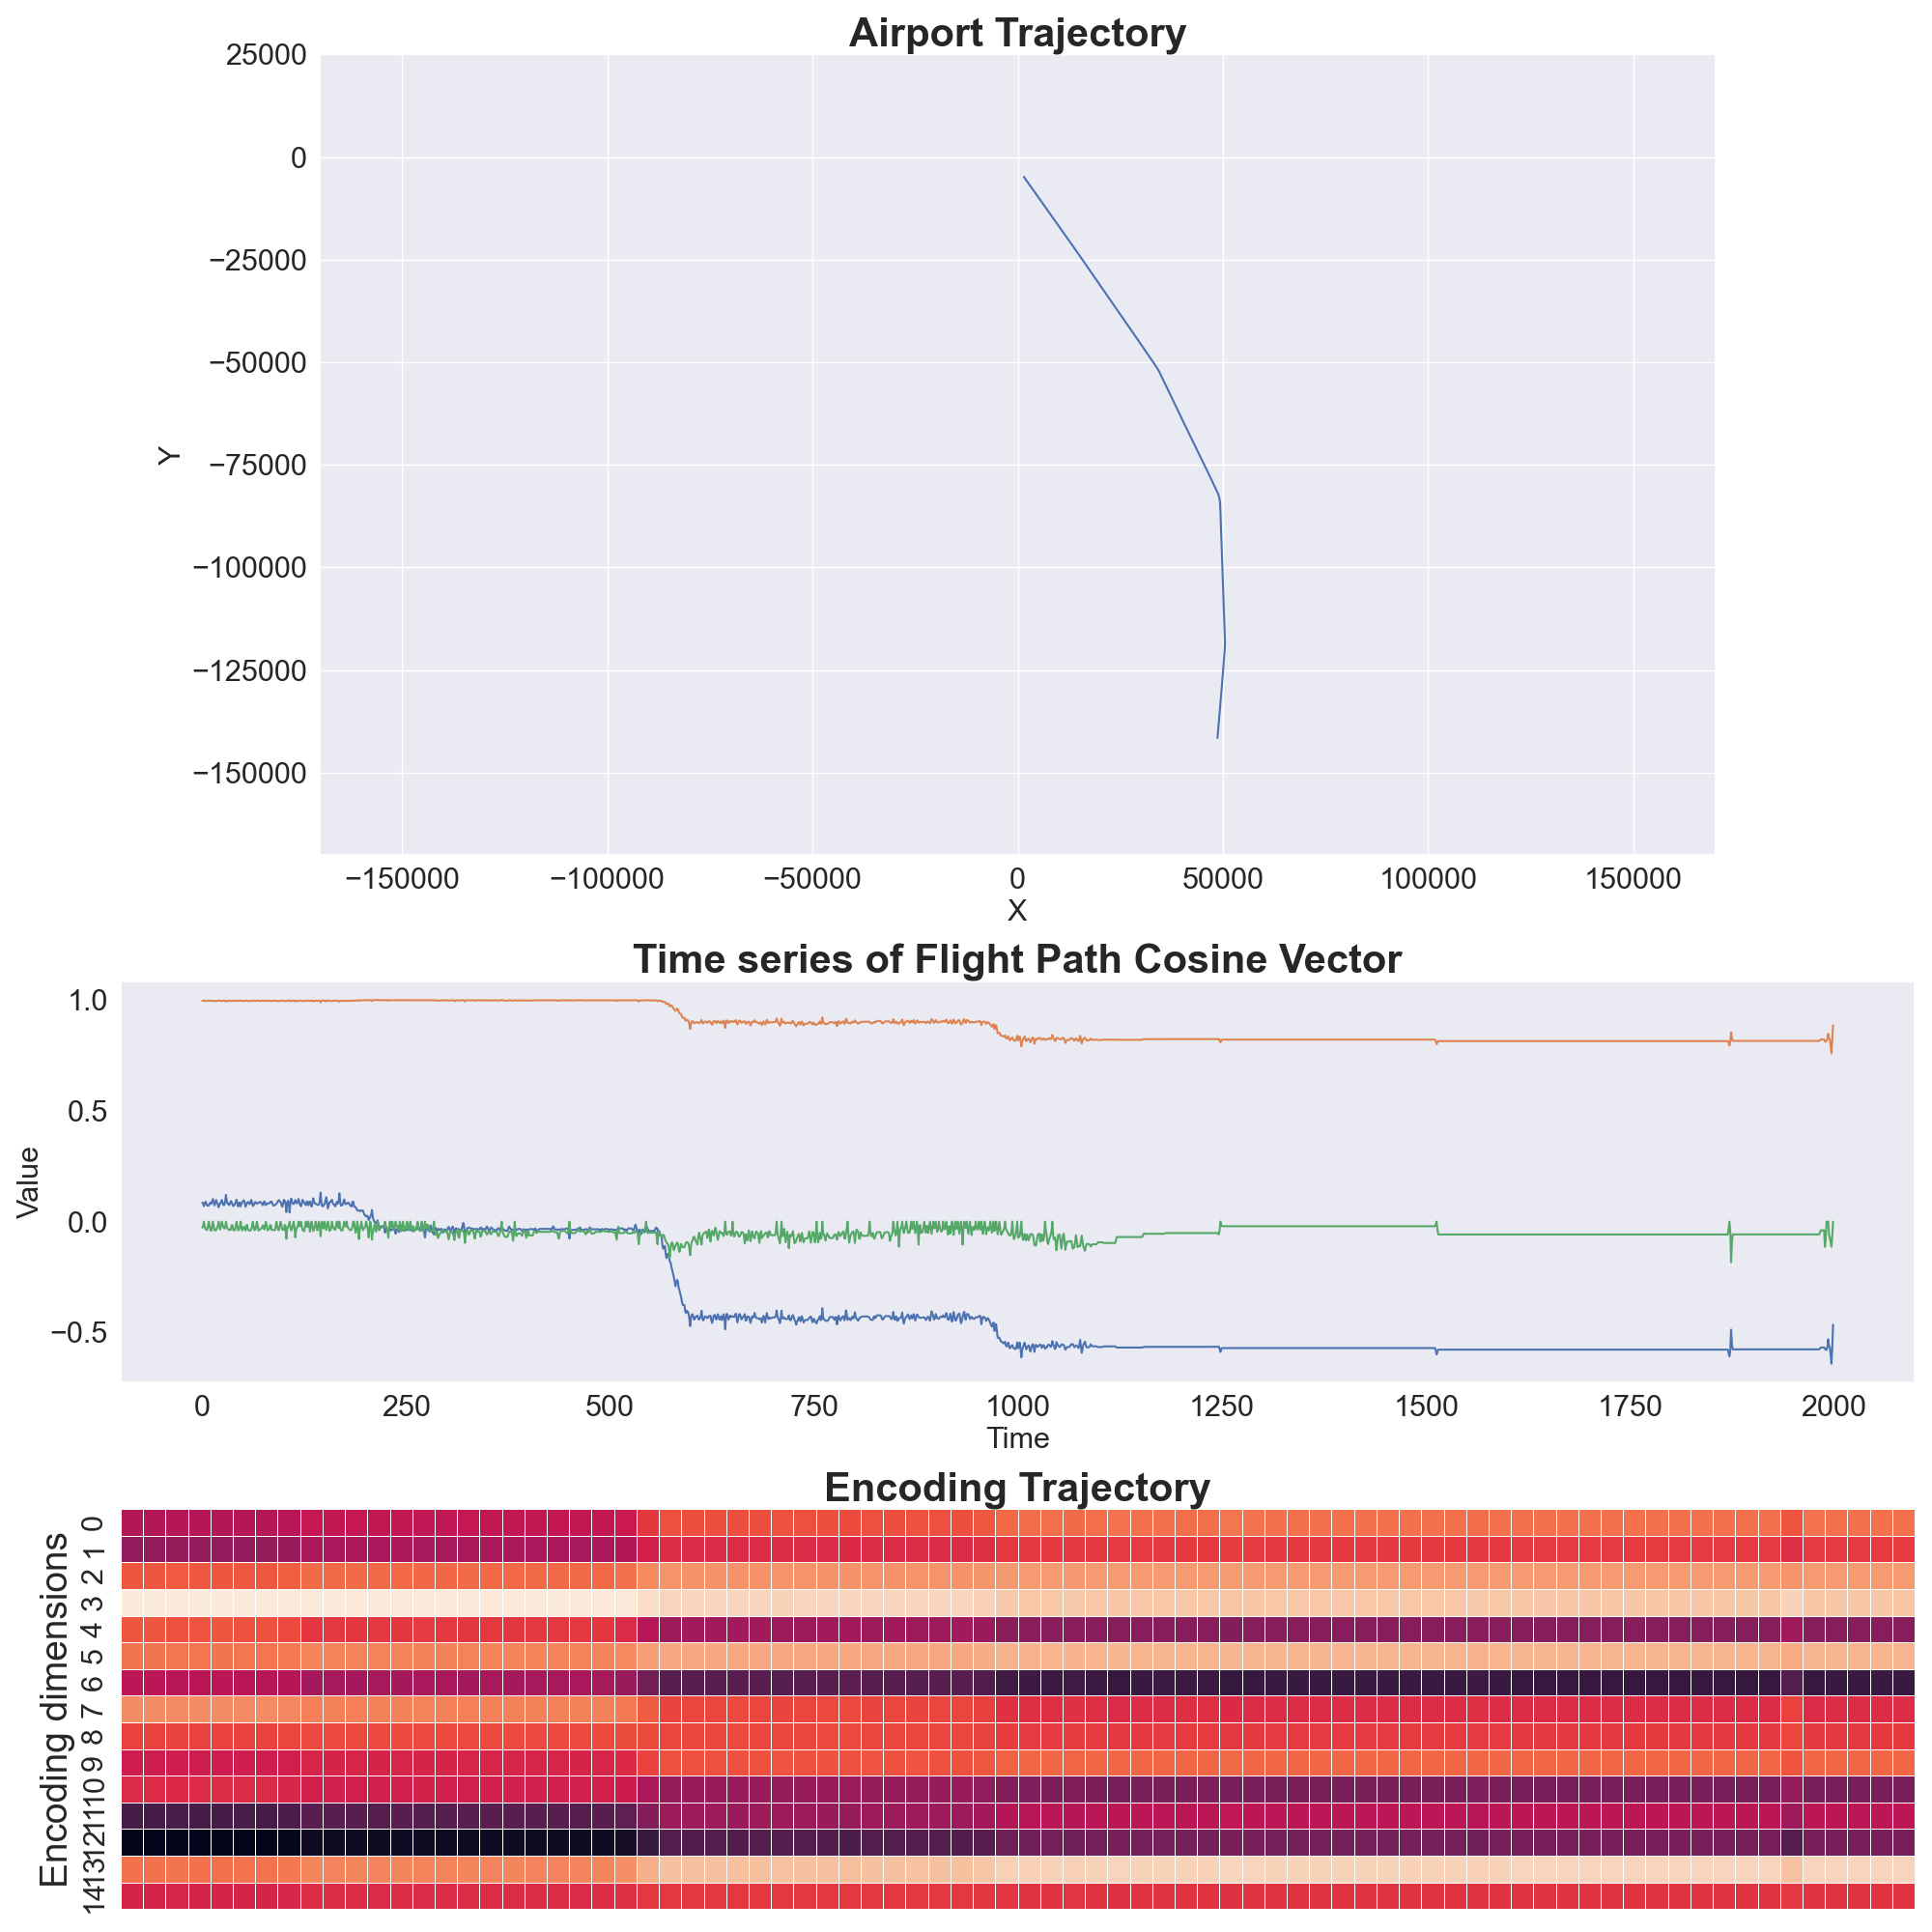 Airport Trajectory
25000
0
−25000
−50000
−75000
−100000
−125000
−150000
Y
−150000 −100000 −50000 0 50000 100000 150000
X
Time series of Flight Path Cosine Vector
1.0
0.5
0.0
−0.5
Value
0 250 500 750 1000 1250 1500 1750 2000
Time
Encoding Trajectory
0
1
2
3
4
5
6
7
8
9
10
11
12
13
14
Encoding dimensions